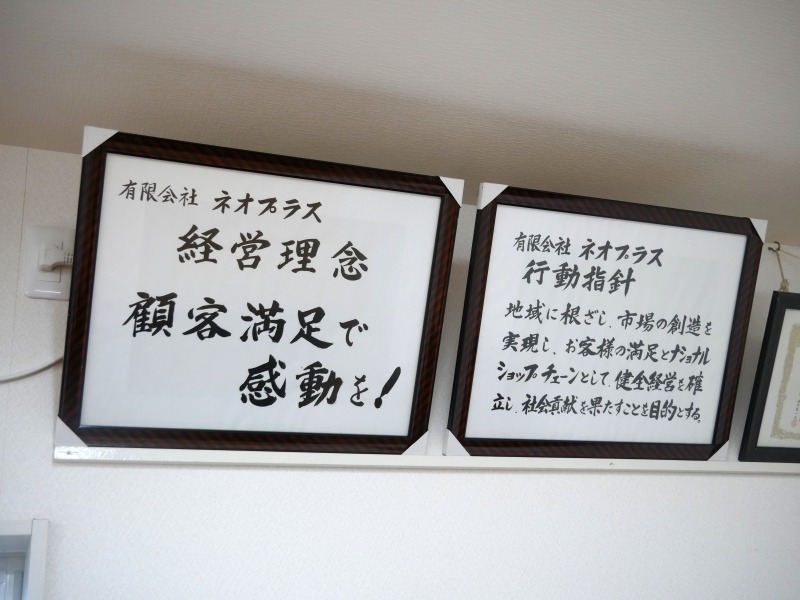 有限会社 ネオプラス
経営理念
顧客満足で
感動を!
有限会社 ネオプラス
行動指針
地域に根ざし、市場の創造を
実現し、お客様の満足とナショナル
ショップチェーンとして、健全経営を確
立し、社会貢献を果たすことを目的とする。